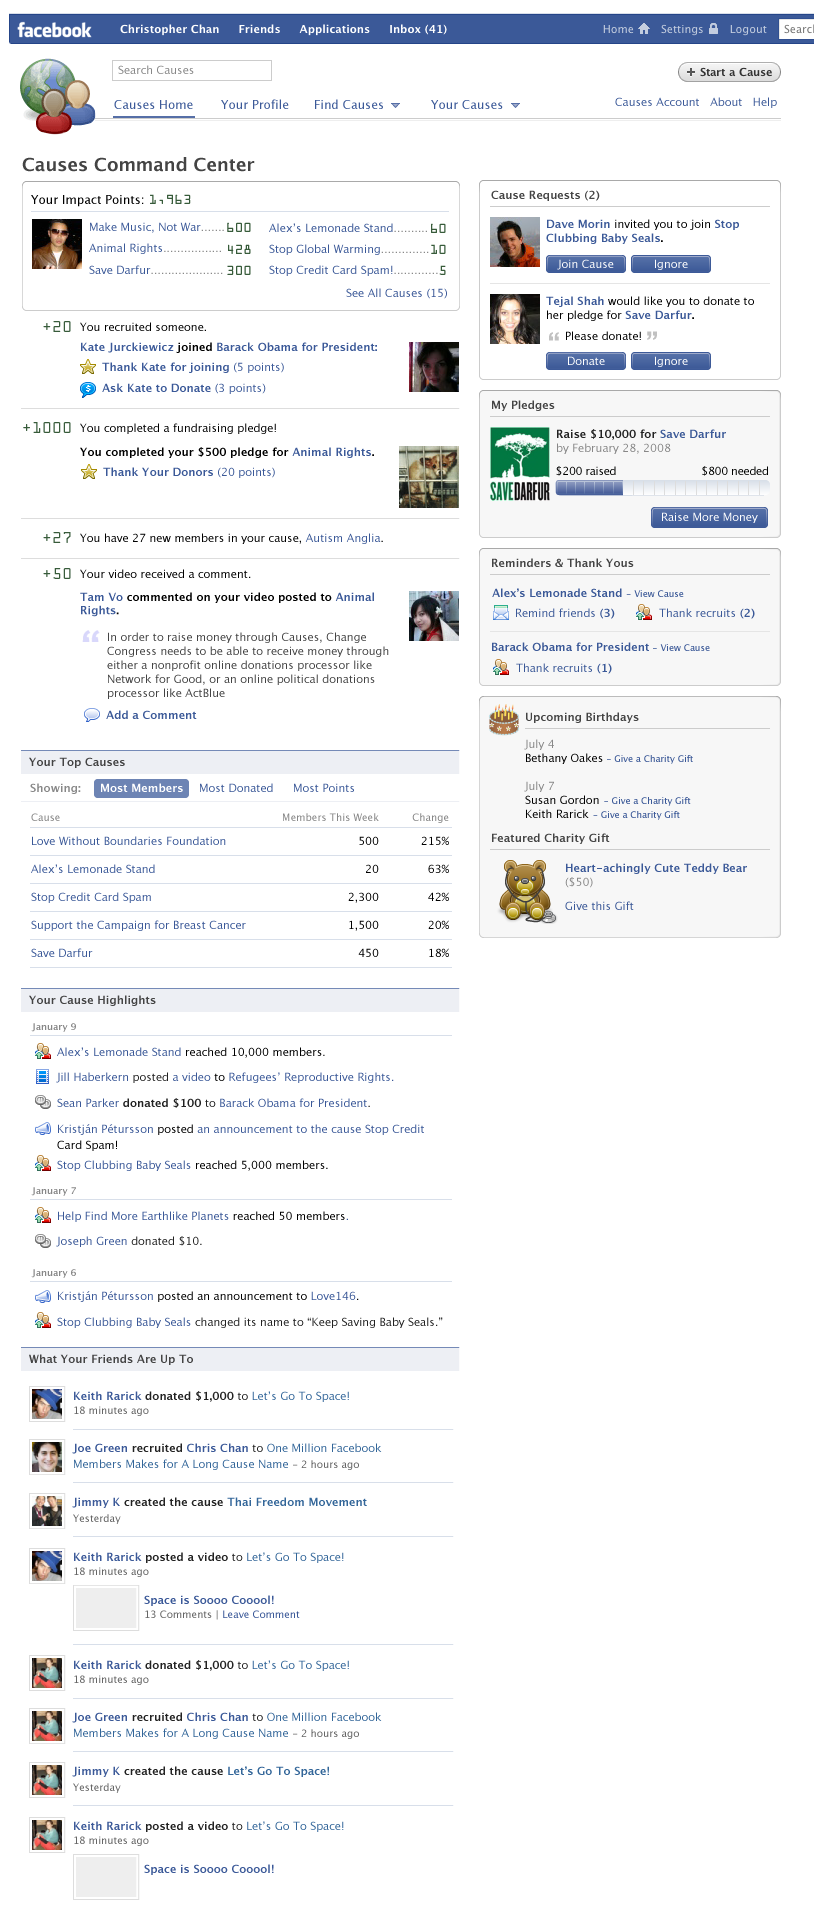 facebook Christopher Chan Friends Applications Inbox (41) Home Settings Logout Searc
Search Causes
+ Start a Cause
Causes Home Your Profile Find Causes Your Causes
Causes Account About Help
Causes Command Center
Your Impact Points: 1,963
Make Music, Not War.......600
Animal Rights................. 428
Save Darfur...................... 300
Alex's Lemonade Stand..........60
Stop Global Warming..............10
Stop Credit Card Spam!.............5
See All Causes (15)
+20 You recruited someone.
Kate Jurckiewicz joined Barack Obama for President:
Thank Kate for joining (5 points)
Ask Kate to Donate (3 points)
+1000 You completed a fundraising pledge!
You completed your $500 pledge for Animal Rights.
Thank Your Donors (20 points)
+27 You have 27 new members in your cause, Autism Anglia.
+50 Your video received a comment.
Tam Vo commented on your video posted to Animal
Rights.
“ In order to raise money through Causes, Change
Congress needs to be able to receive money through
either a nonprofit online donations processor like
Network for Good, or an online political donations
processor like ActBlue
Add a Comment
Your Top Causes
Showing: Most Members Most Donated Most Points
Cause Members This Week Change
Love Without Boundaries Foundation 500 215%
Alex's Lemonade Stand 20 63%
Stop Credit Card Spam 2,300 42%
Support the Campaign for Breast Cancer 1,500 20%
Save Darfur 450 18%
Your Cause Highlights
January 9
Alex's Lemonade Stand reached 10,000 members.
Jill Haberkern posted a video to Refugees' Reproductive Rights.
Sean Parker donated $100 to Barack Obama for President.
Kristján Pétursson posted an announcement to the cause Stop Credit
Card Spam!
Stop Clubbing Baby Seals reached 5,000 members.
January 7
Help Find More Earthlike Planets reached 50 members.
Joseph Green donated $10.
January 6
Kristján Pétursson posted an announcement to Love146.
Stop Clubbing Baby Seals changed its name to “Keep Saving Baby Seals.”
What Your Friends Are Up To
Keith Rarick donated $1,000 to Let's Go To Space!
18 minutes ago
Joe Green recruited Chris Chan to One Million Facebook
Members Makes for A Long Cause Name – 2 hours ago
Jimmy K created the cause Thai Freedom Movement
Yesterday
Keith Rarick posted a video to Let's Go To Space!
18 minutes ago
Space is Soooo Cooool!
13 Comments | Leave Comment
Keith Rarick donated $1,000 to Let's Go To Space!
18 minutes ago
Joe Green recruited Chris Chan to One Million Facebook
Members Makes for A Long Cause Name – 2 hours ago
Jimmy K created the cause Let's Go To Space!
Yesterday
Keith Rarick posted a video to Let's Go To Space!
18 minutes ago
Space is Soooo Cooool!
Cause Requests (2)
Dave Morin invited you to join Stop
Clubbing Baby Seals.
Join Cause Ignore
Tejal Shah would like you to donate to
her pledge for Save Darfur.
“ Please donate! ”
Donate Ignore
My Pledges
SAVEDARFUR
Raise $10,000 for Save Darfur
by February 28, 2008
$200 raised $800 needed
Raise More Money
Reminders & Thank Yous
Alex's Lemonade Stand – View Cause
Remind friends (3) Thank recruits (2)
Barack Obama for President – View Cause
Thank recruits (1)
Upcoming Birthdays
July 4
Bethany Oakes – Give a Charity Gift
July 7
Susan Gordon – Give a Charity Gift
Keith Rarick – Give a Charity Gift
Featured Charity Gift
Heart-achingly Cute Teddy Bear
($50)
Give this Gift